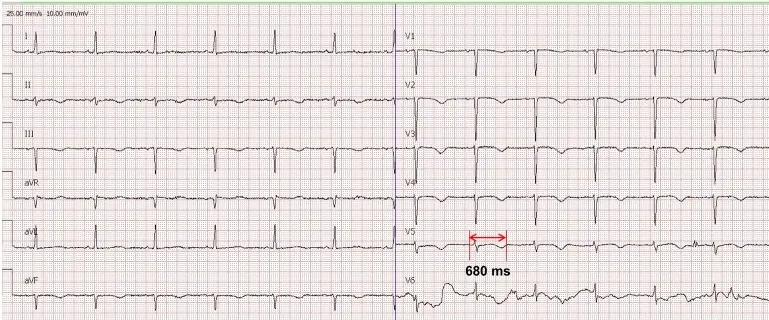 25.00 mm/s 10.00 mm/mV
I
II
III
aVR
aVL
aVF
V1
V2
V3
V4
V5
680 ms
V6